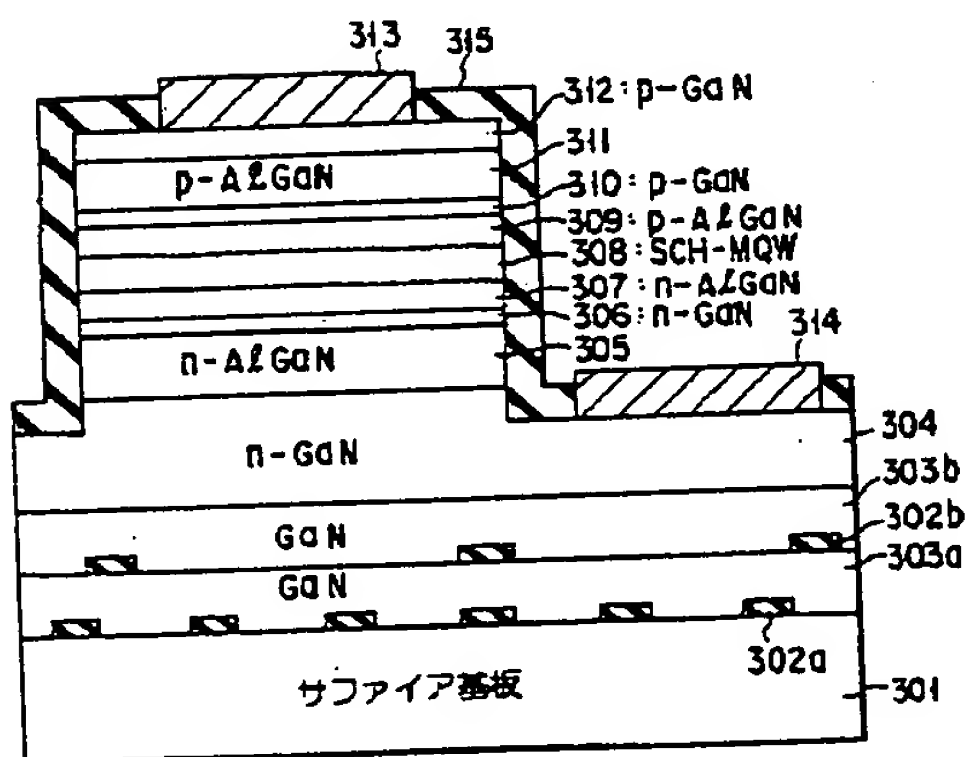 313
315
312:p-GaN
311
p-AlGaN
310:p-GaN
309:p-AlGaN
308:SCH-MQW
307:n-AlGaN
306:n-GaN
314
n-AlGaN
305
304
n-GaN
303b
GaN
302b
303a
GaN
302a
サファイア基板
301